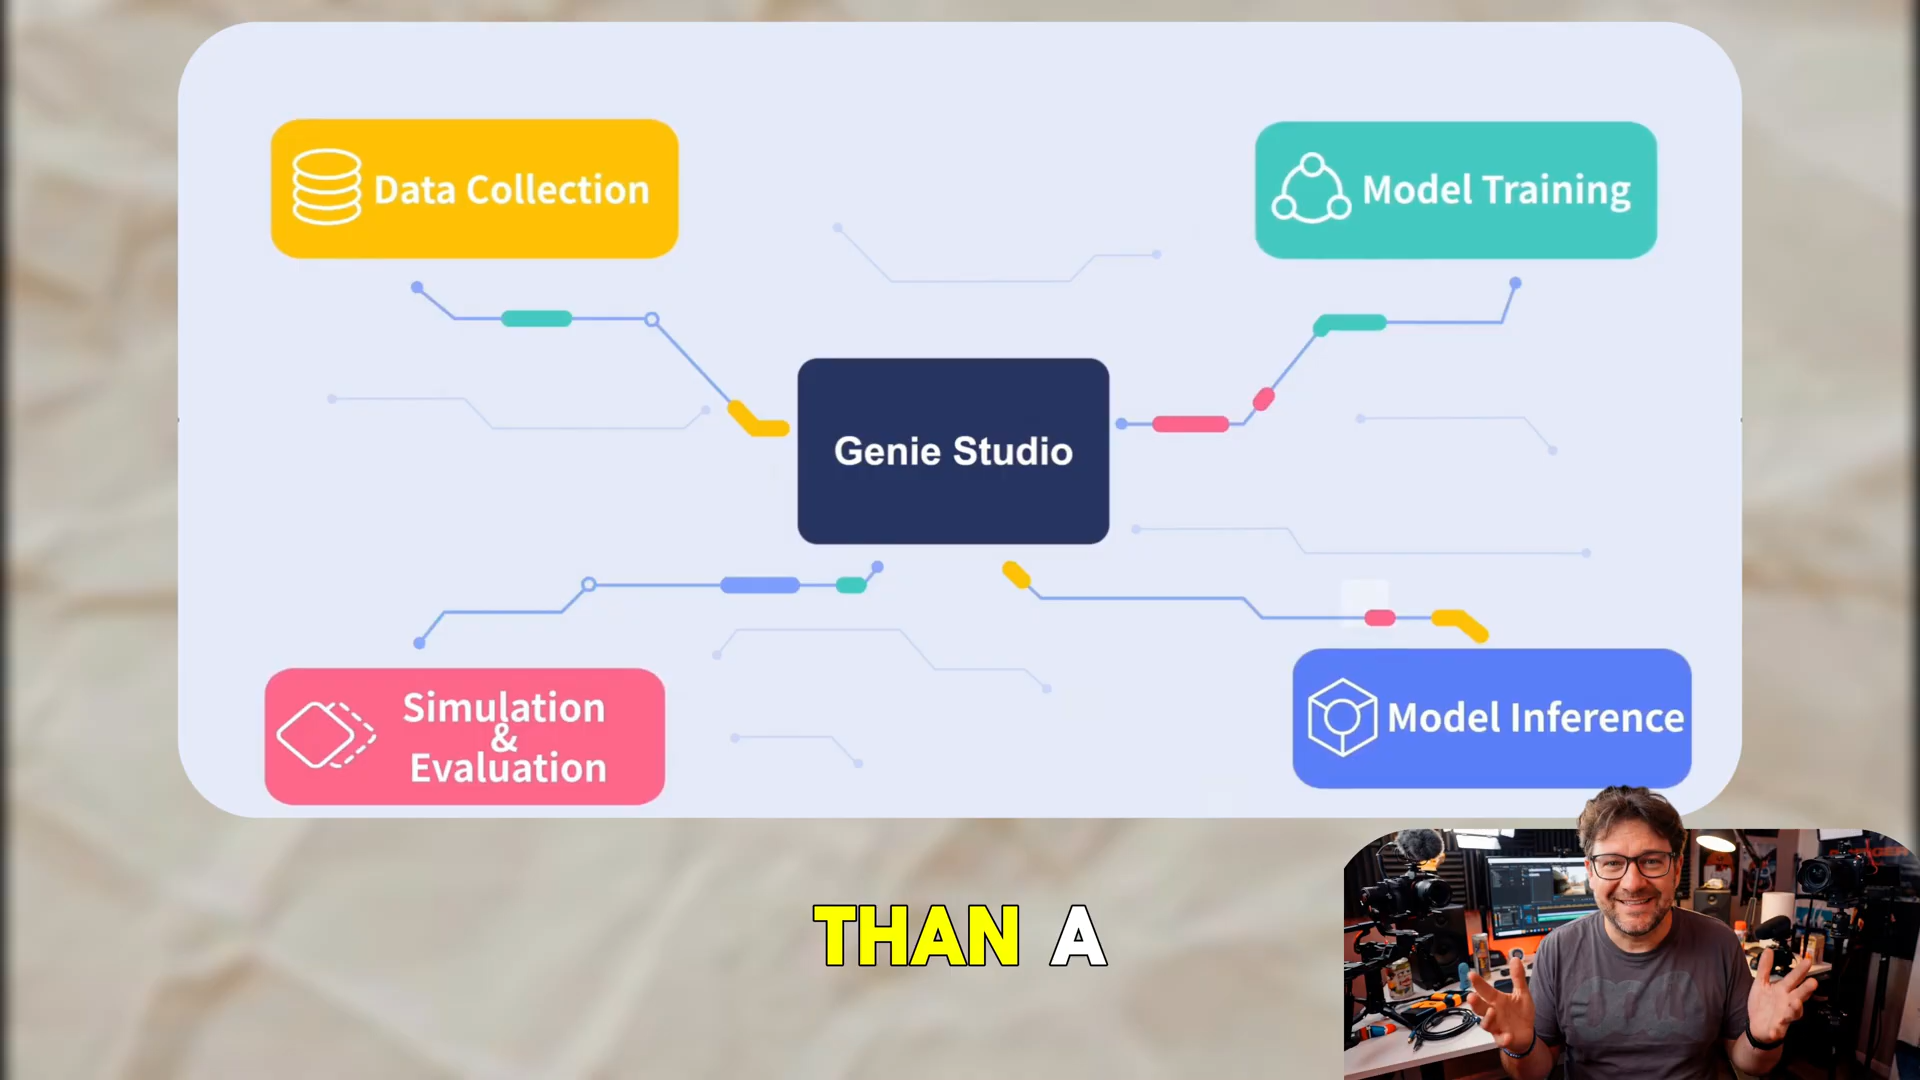 Data Collection
Model Training
Genie Studio
Simulation
&
Evaluation
Model Inference
THAN A